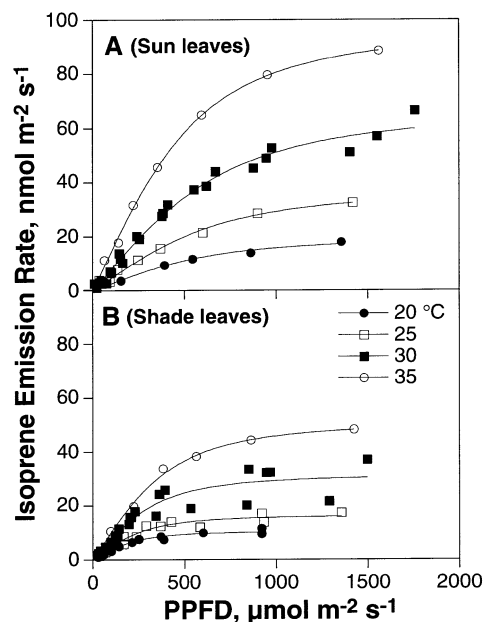 100
A (Sun leaves)
80
60
40
20
0
B (Shade leaves)
20 °C
25
30
35
80
60
40
20
0
0 500 1000 1500 2000
PPFD, µmol m-2 s-1
Isoprene Emission Rate, nmol m-2 s-1